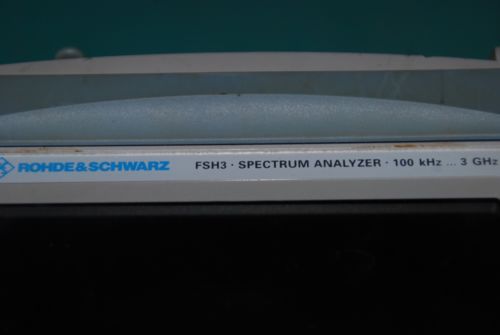 ROHDE&SCHWARZ FSH3 · SPECTRUM ANALYZER · 100 kHz ... 3 GHz